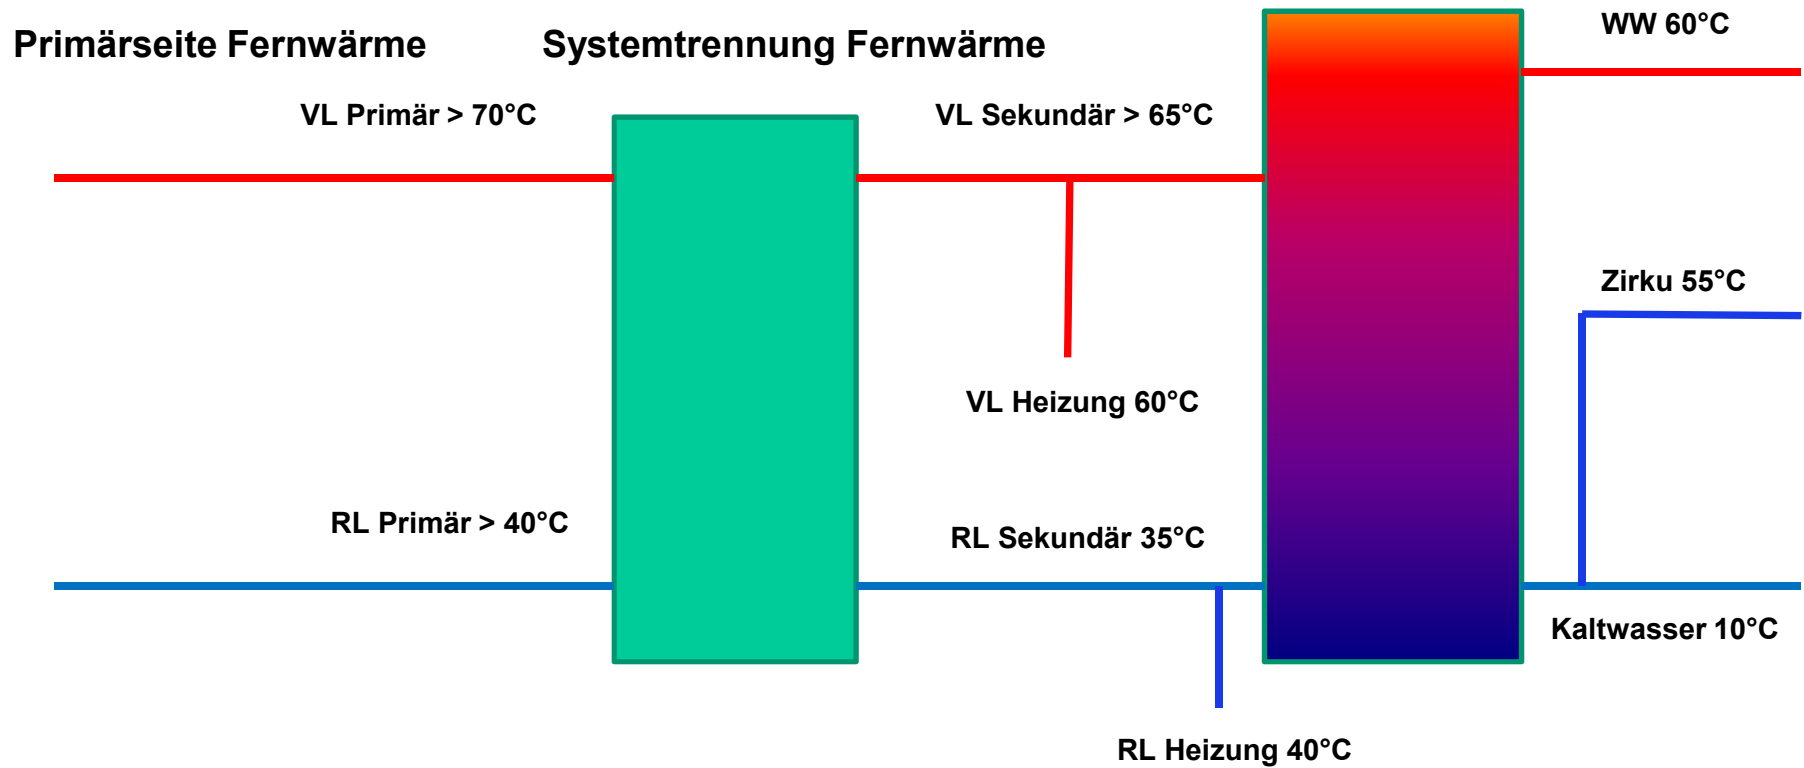 Primärseite Fernwärme
Systemtrennung Fernwärme
WW 60°C
VL Primär > 70°C
VL Sekundär > 65°C
Zirku 55°C
VL Heizung 60°C
RL Primär > 40°C
RL Sekundär 35°C
Kaltwasser 10°C
RL Heizung 40°C